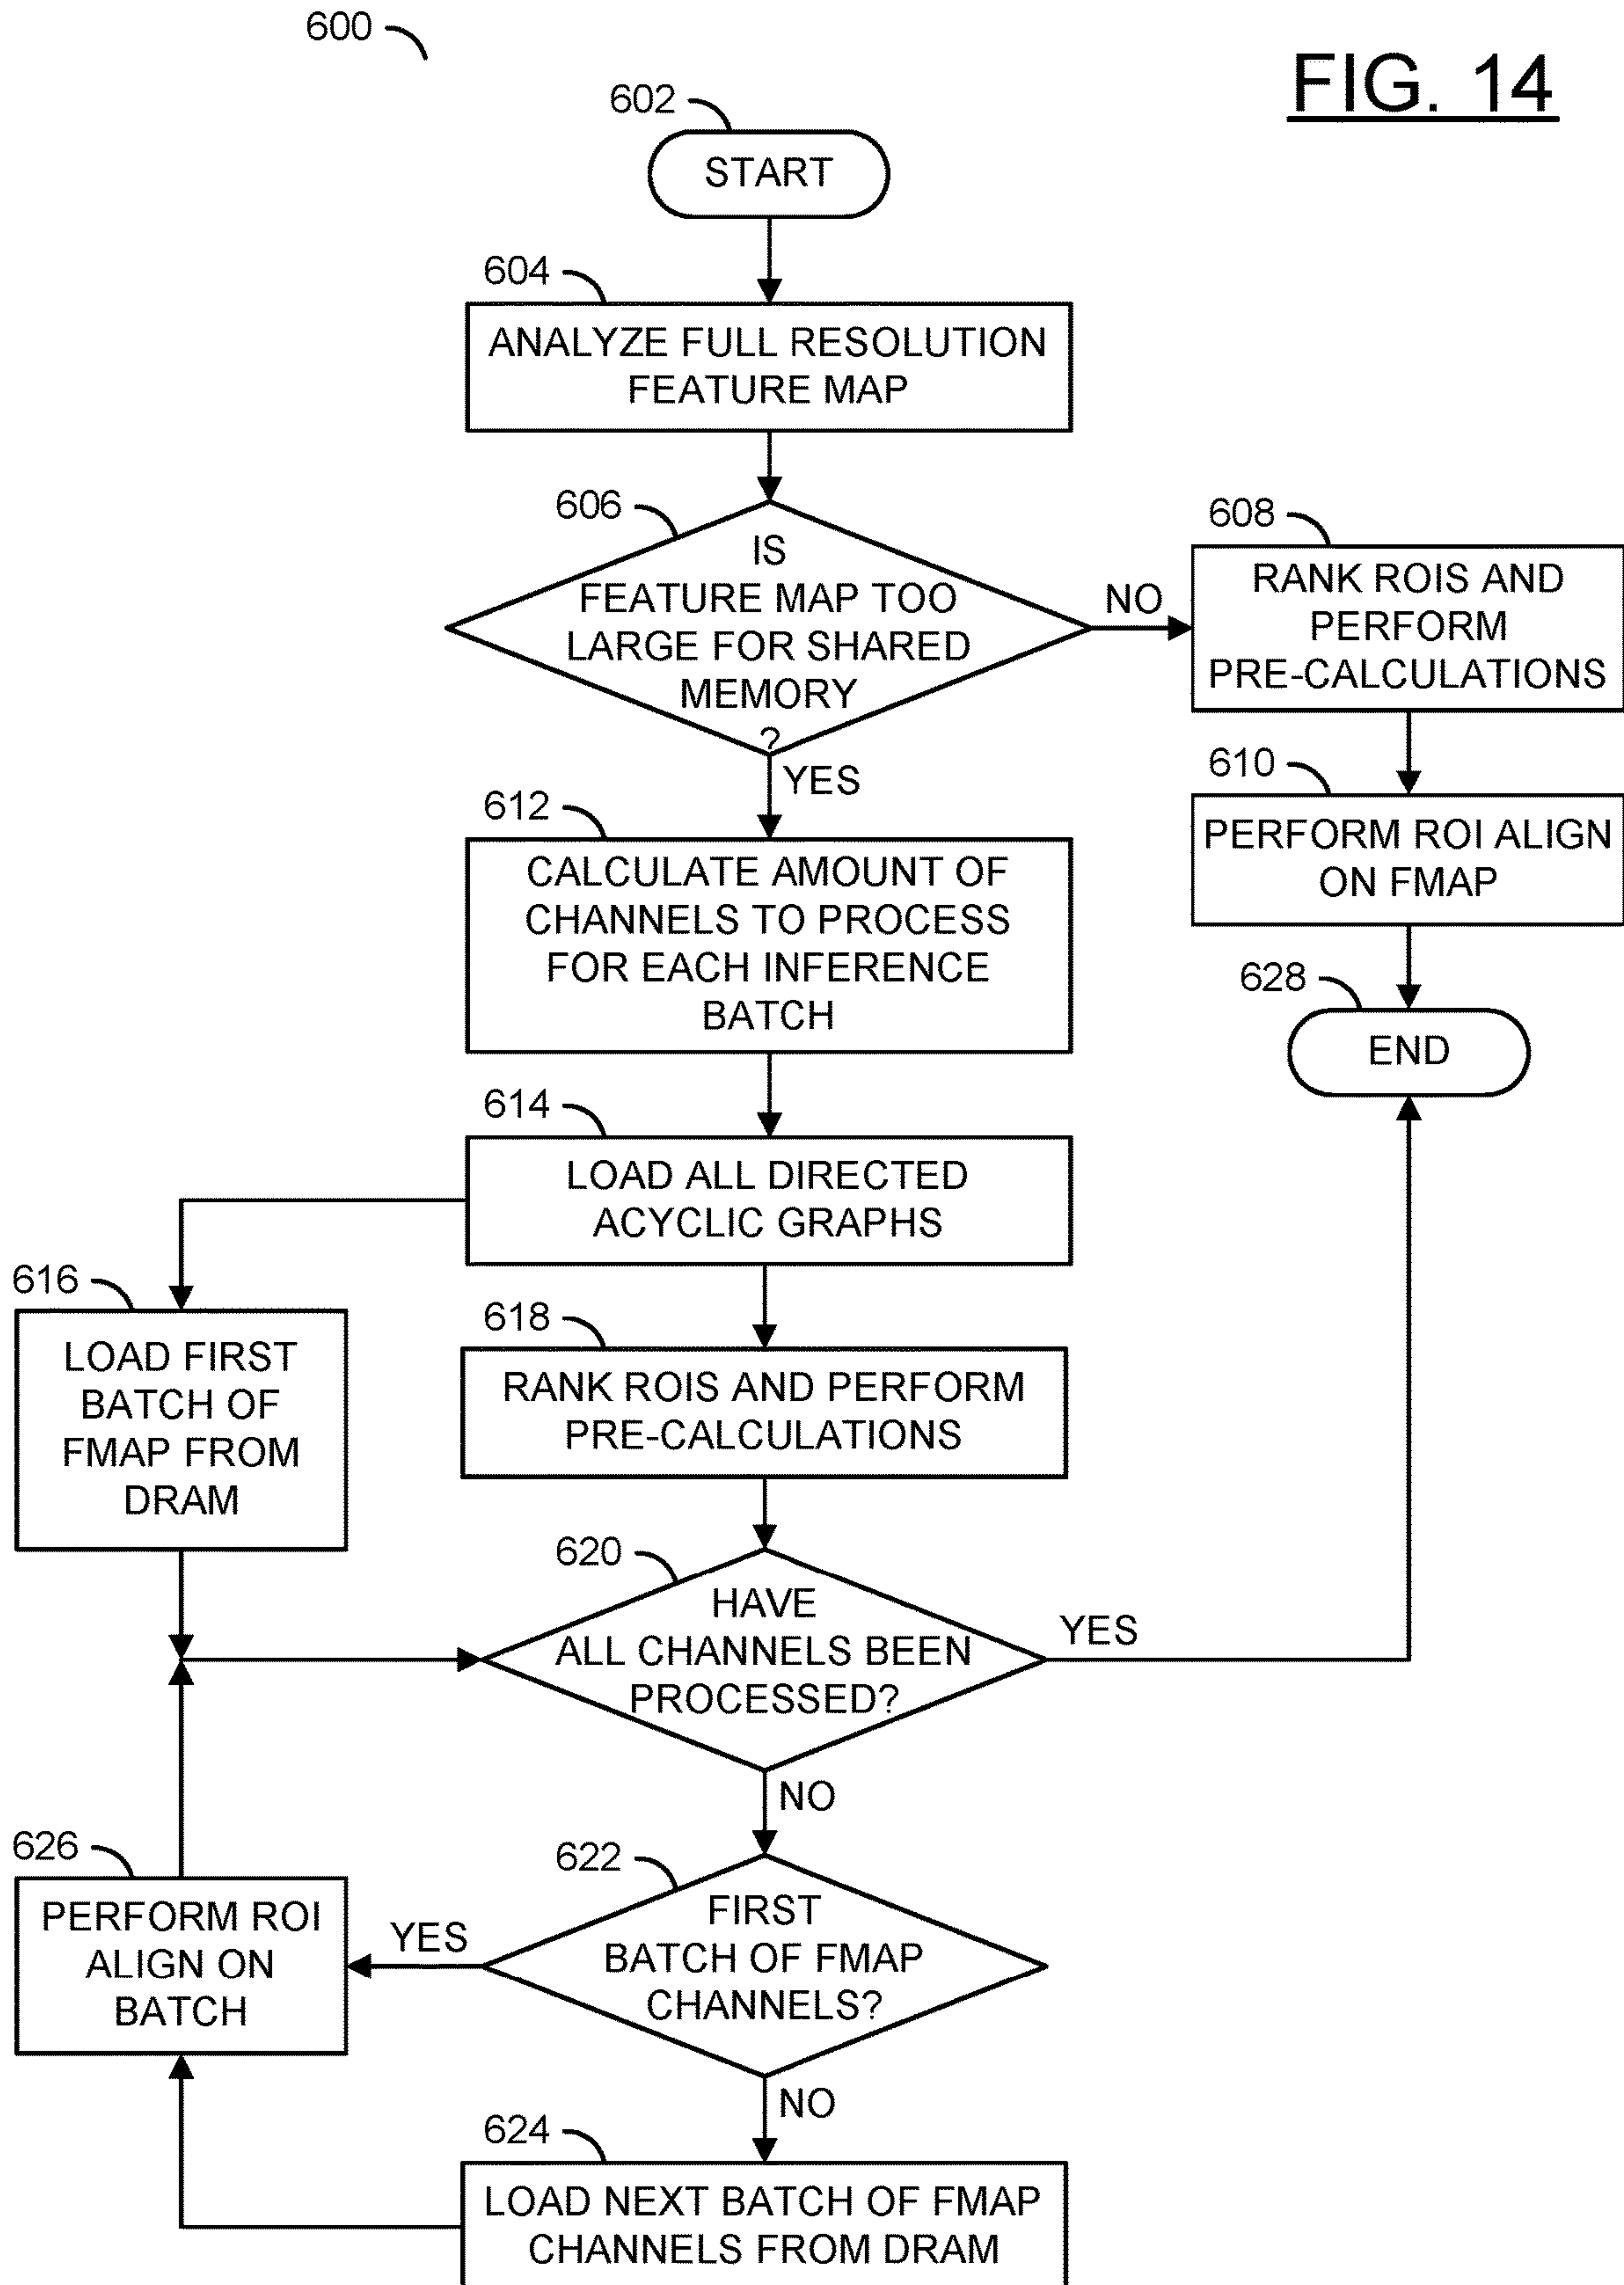 600
FIG. 14
602
START
604
ANALYZE FULL RESOLUTION
FEATURE MAP
606
IS
FEATURE MAP TOO
LARGE FOR SHARED
MEMORY
?
NO
YES
608
RANK ROIS AND
PERFORM
PRE-CALCULATIONS
610
PERFORM ROI ALIGN
ON FMAP
628
END
612
CALCULATE AMOUNT OF
CHANNELS TO PROCESS
FOR EACH INFERENCE
BATCH
614
LOAD ALL DIRECTED
ACYCLIC GRAPHS
616
LOAD FIRST
BATCH OF
FMAP FROM
DRAM
618
RANK ROIS AND PERFORM
PRE-CALCULATIONS
620
HAVE
ALL CHANNELS BEEN
PROCESSED?
YES
NO
622
FIRST
BATCH OF FMAP
CHANNELS?
YES
NO
626
PERFORM ROI
ALIGN ON
BATCH
624
LOAD NEXT BATCH OF FMAP
CHANNELS FROM DRAM